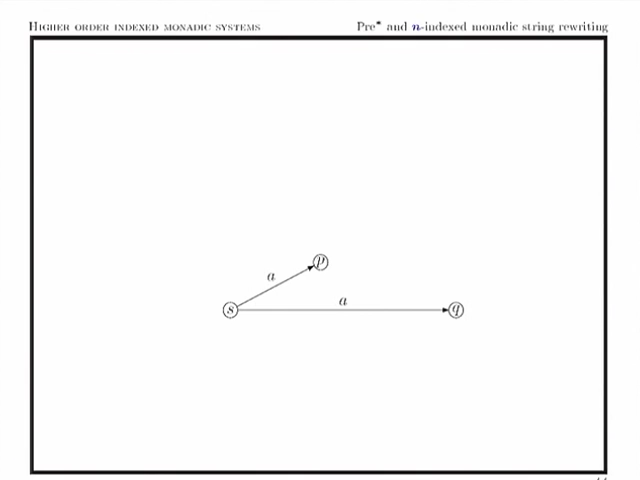 Higher order indexed monadic systems
Pre* and n-indexed monadic string rewriting
p
a
a
s
q